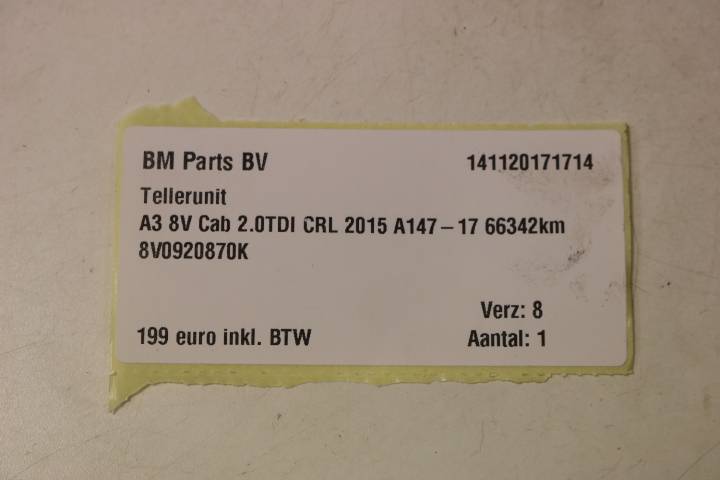 BM Parts BV 141120171714
Tellerunit
A3 8V Cab 2.0TDI CRL 2015 A147-17 66342km
8V0920870K
Verz: 8
199 euro inkl. BTW Aantal: 1